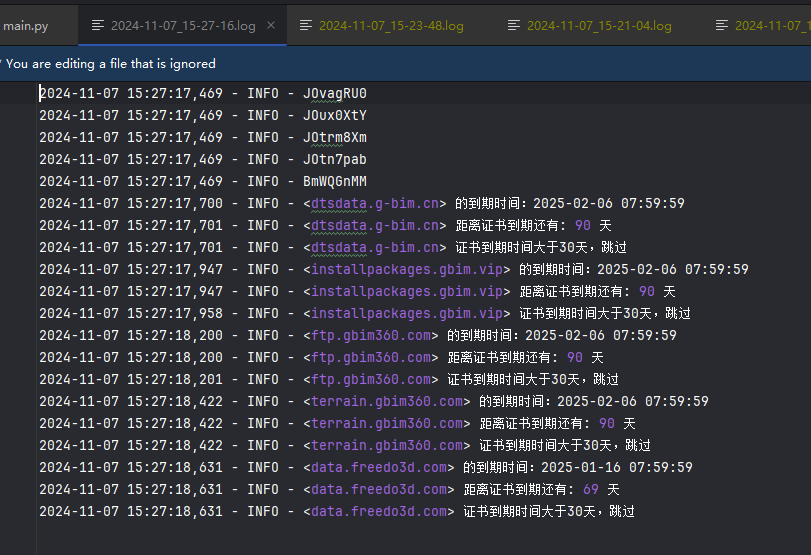 main.py 2024-11-07_15-27-16.log × 2024-11-07_15-23-48.log 2024-11-07_15-21-04.log 2024-11-07_1
You are editing a file that is ignored
2024-11-07 15:27:17,469 - INFO - JOvagRU0
2024-11-07 15:27:17,469 - INFO - JOux0XtY
2024-11-07 15:27:17,469 - INFO - JOtrm8Xm
2024-11-07 15:27:17,469 - INFO - JOtn7pab
2024-11-07 15:27:17,469 - INFO - BmWQGnMM
2024-11-07 15:27:17,700 - INFO - <dtsdata.g-bim.cn> 的到期时间：2025-02-06 07:59:59
2024-11-07 15:27:17,701 - INFO - <dtsdata.g-bim.cn> 距离证书到期还有: 90 天
2024-11-07 15:27:17,701 - INFO - <dtsdata.g-bim.cn> 证书到期时间大于30天，跳过
2024-11-07 15:27:17,947 - INFO - <installpackages.gbim.vip> 的到期时间：2025-02-06 07:59:59
2024-11-07 15:27:17,947 - INFO - <installpackages.gbim.vip> 距离证书到期还有: 90 天
2024-11-07 15:27:17,958 - INFO - <installpackages.gbim.vip> 证书到期时间大于30天，跳过
2024-11-07 15:27:18,200 - INFO - <ftp.gbim360.com> 的到期时间：2025-02-06 07:59:59
2024-11-07 15:27:18,200 - INFO - <ftp.gbim360.com> 距离证书到期还有: 90 天
2024-11-07 15:27:18,201 - INFO - <ftp.gbim360.com> 证书到期时间大于30天，跳过
2024-11-07 15:27:18,422 - INFO - <terrain.gbim360.com> 的到期时间：2025-02-06 07:59:59
2024-11-07 15:27:18,422 - INFO - <terrain.gbim360.com> 距离证书到期还有: 90 天
2024-11-07 15:27:18,422 - INFO - <terrain.gbim360.com> 证书到期时间大于30天，跳过
2024-11-07 15:27:18,631 - INFO - <data.freedo3d.com> 的到期时间：2025-01-16 07:59:59
2024-11-07 15:27:18,631 - INFO - <data.freedo3d.com> 距离证书到期还有: 69 天
2024-11-07 15:27:18,631 - INFO - <data.freedo3d.com> 证书到期时间大于30天，跳过